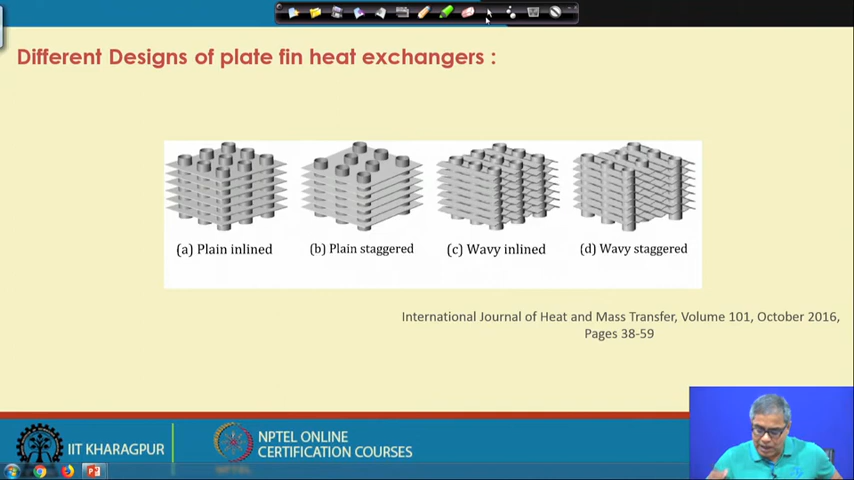 Different Designs of plate fin heat exchangers :
(a) Plain inlined
(b) Plain staggered
(c) Wavy inlined
(d) Wavy staggered
International Journal of Heat and Mass Transfer, Volume 101, October 2016,
Pages 38-59
IIT KHARAGPUR
NPTEL ONLINE
CERTIFICATION COURSES
NPTEL